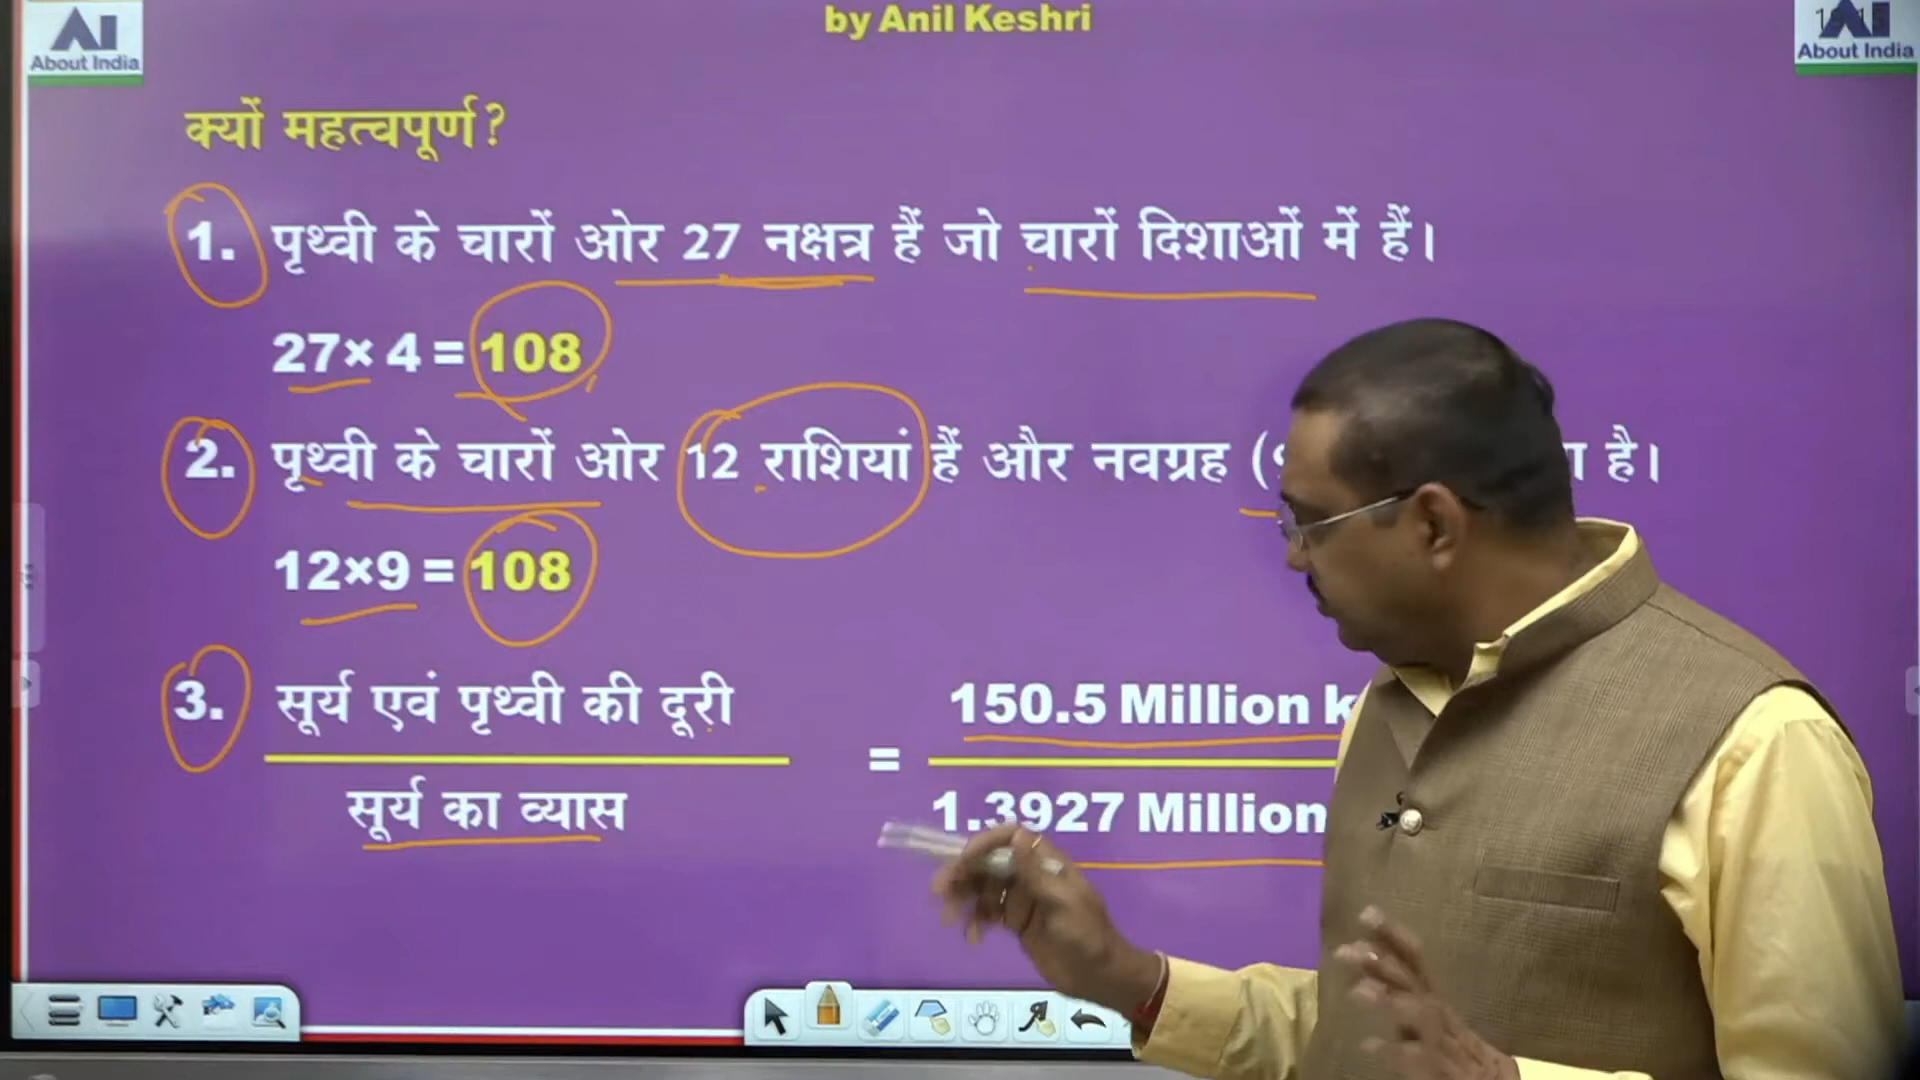 by Anil Keshri
AI
About India
About India
क्यों महत्वपूर्ण?
1. पृथ्वी के चारों ओर 27 नक्षत्र हैं जो चारों दिशाओं में हैं।
27× 4 = 108
2. पृथ्वी के चारों ओर 12 राशियां हैं और नवग्रह है।
12×9 = 108
3. सूर्य एवं पृथ्वी की दूरी = 150.5 Million
सूर्य का व्यास 1.3927 Million